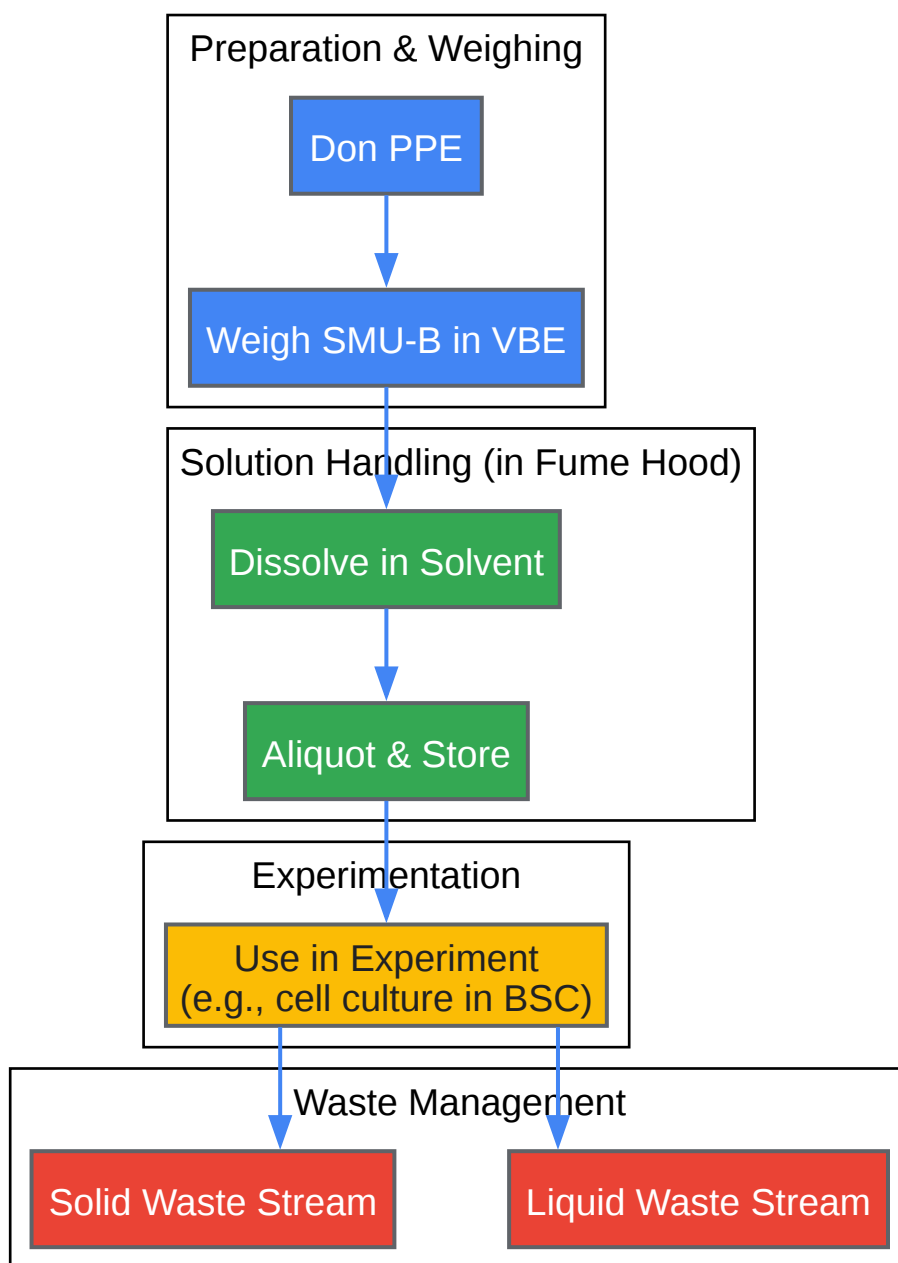 Preparation & Weighing
Don PPE
Weigh SMU-B in VBE
Solution Handling (in Fume Hood)
Dissolve in Solvent
Aliquot & Store
Experimentation
Use in Experiment
(e.g., cell culture in BSC)
Waste Management
Solid Waste Stream
Liquid Waste Stream